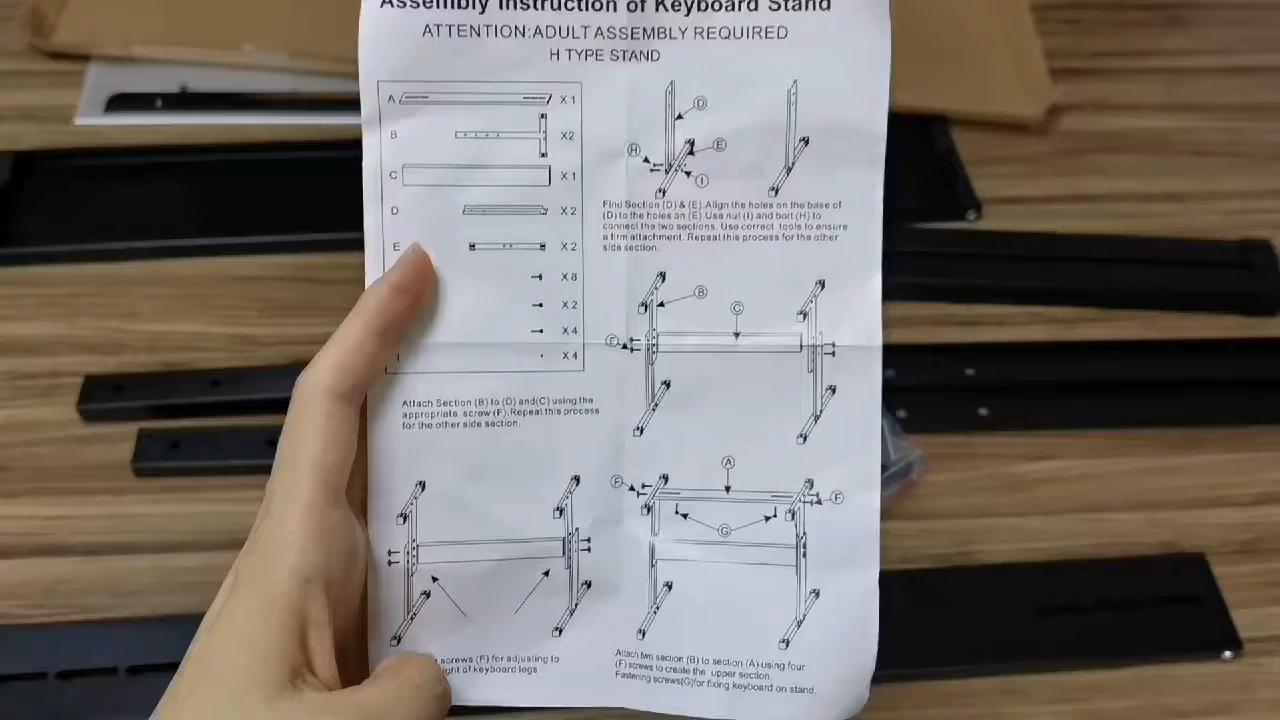 Assembly Instruction of Keyboard Stand
ATTENTION:ADULT ASSEMBLY REQUIRED
H TYPE STAND
A X 1
B X2
C X 1
D X 2
E X 2
X 8
X 2
X 4
I X 4
D
H
E
I
Find Section (D) & (E).Align the holes on the base of
(D) to the holes on (E).Use nut (I) and bolt (H) to
connect the two sections. Use correct tools to ensure
a firm attachment. Repeat this process for the other
side section.
B
C
F
Attach Section (B) to (D) and(C) using the
appropriate screw (F).Repeat this process
for the other side section.
screws (F) for adjusting to
of keyboard legs
A
F
F
G
Attach two section (B) to section (A) using four
(F) screws to create the upper section.
Fastening screws(G)for fixing keyboard on stand.